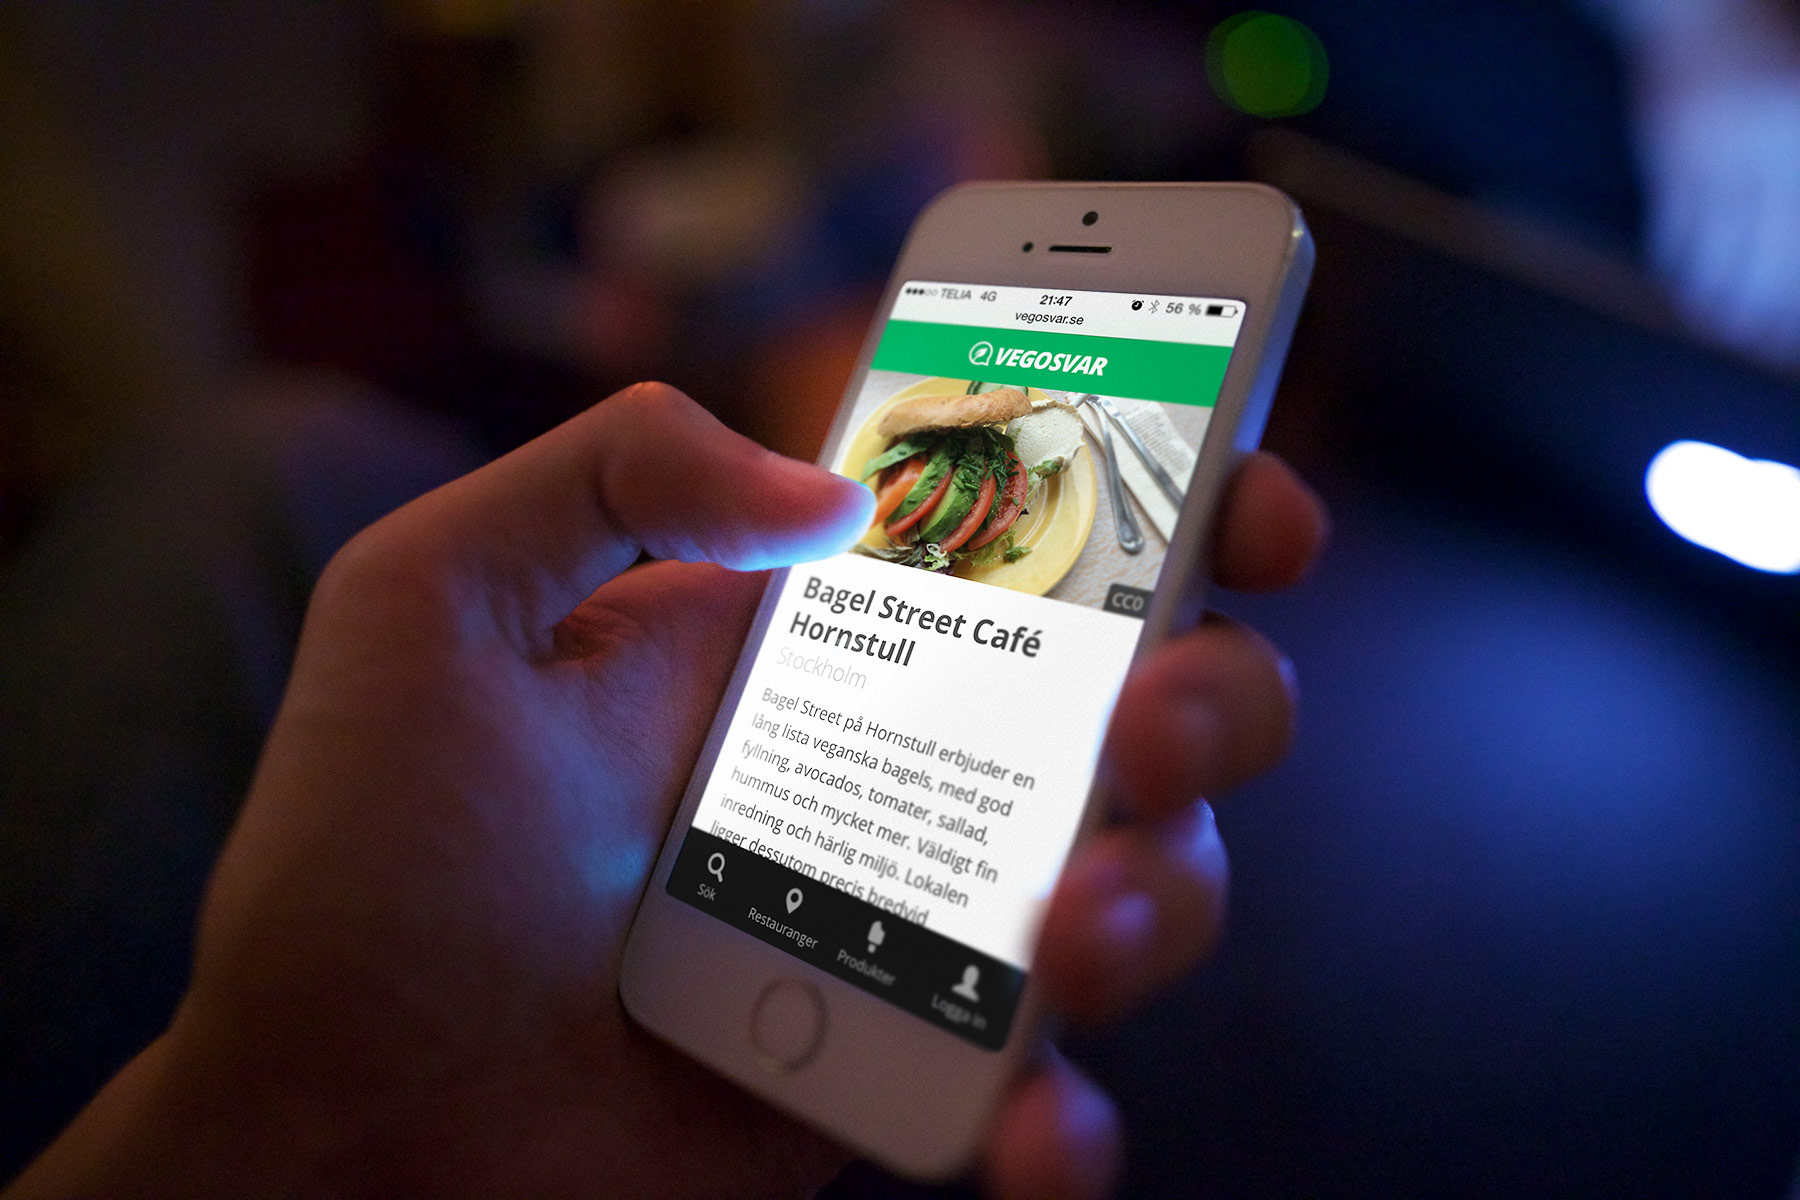 TELIA 4G 21:47 56 %
vegosvar.se
VEGOSVAR
CC0
Bagel Street Café
Hornstull
Stockholm
Bagel Street på Hornstull erbjuder en
lång lista veganska bagels, med god
fyllning, avocados, tomater, sallad,
hummus och mycket mer. Väldigt fin
inredning och härlig miljö. Lokalen
ligger dessutom precis bredvid
Sök
Restauranger
Produkter
Logga in